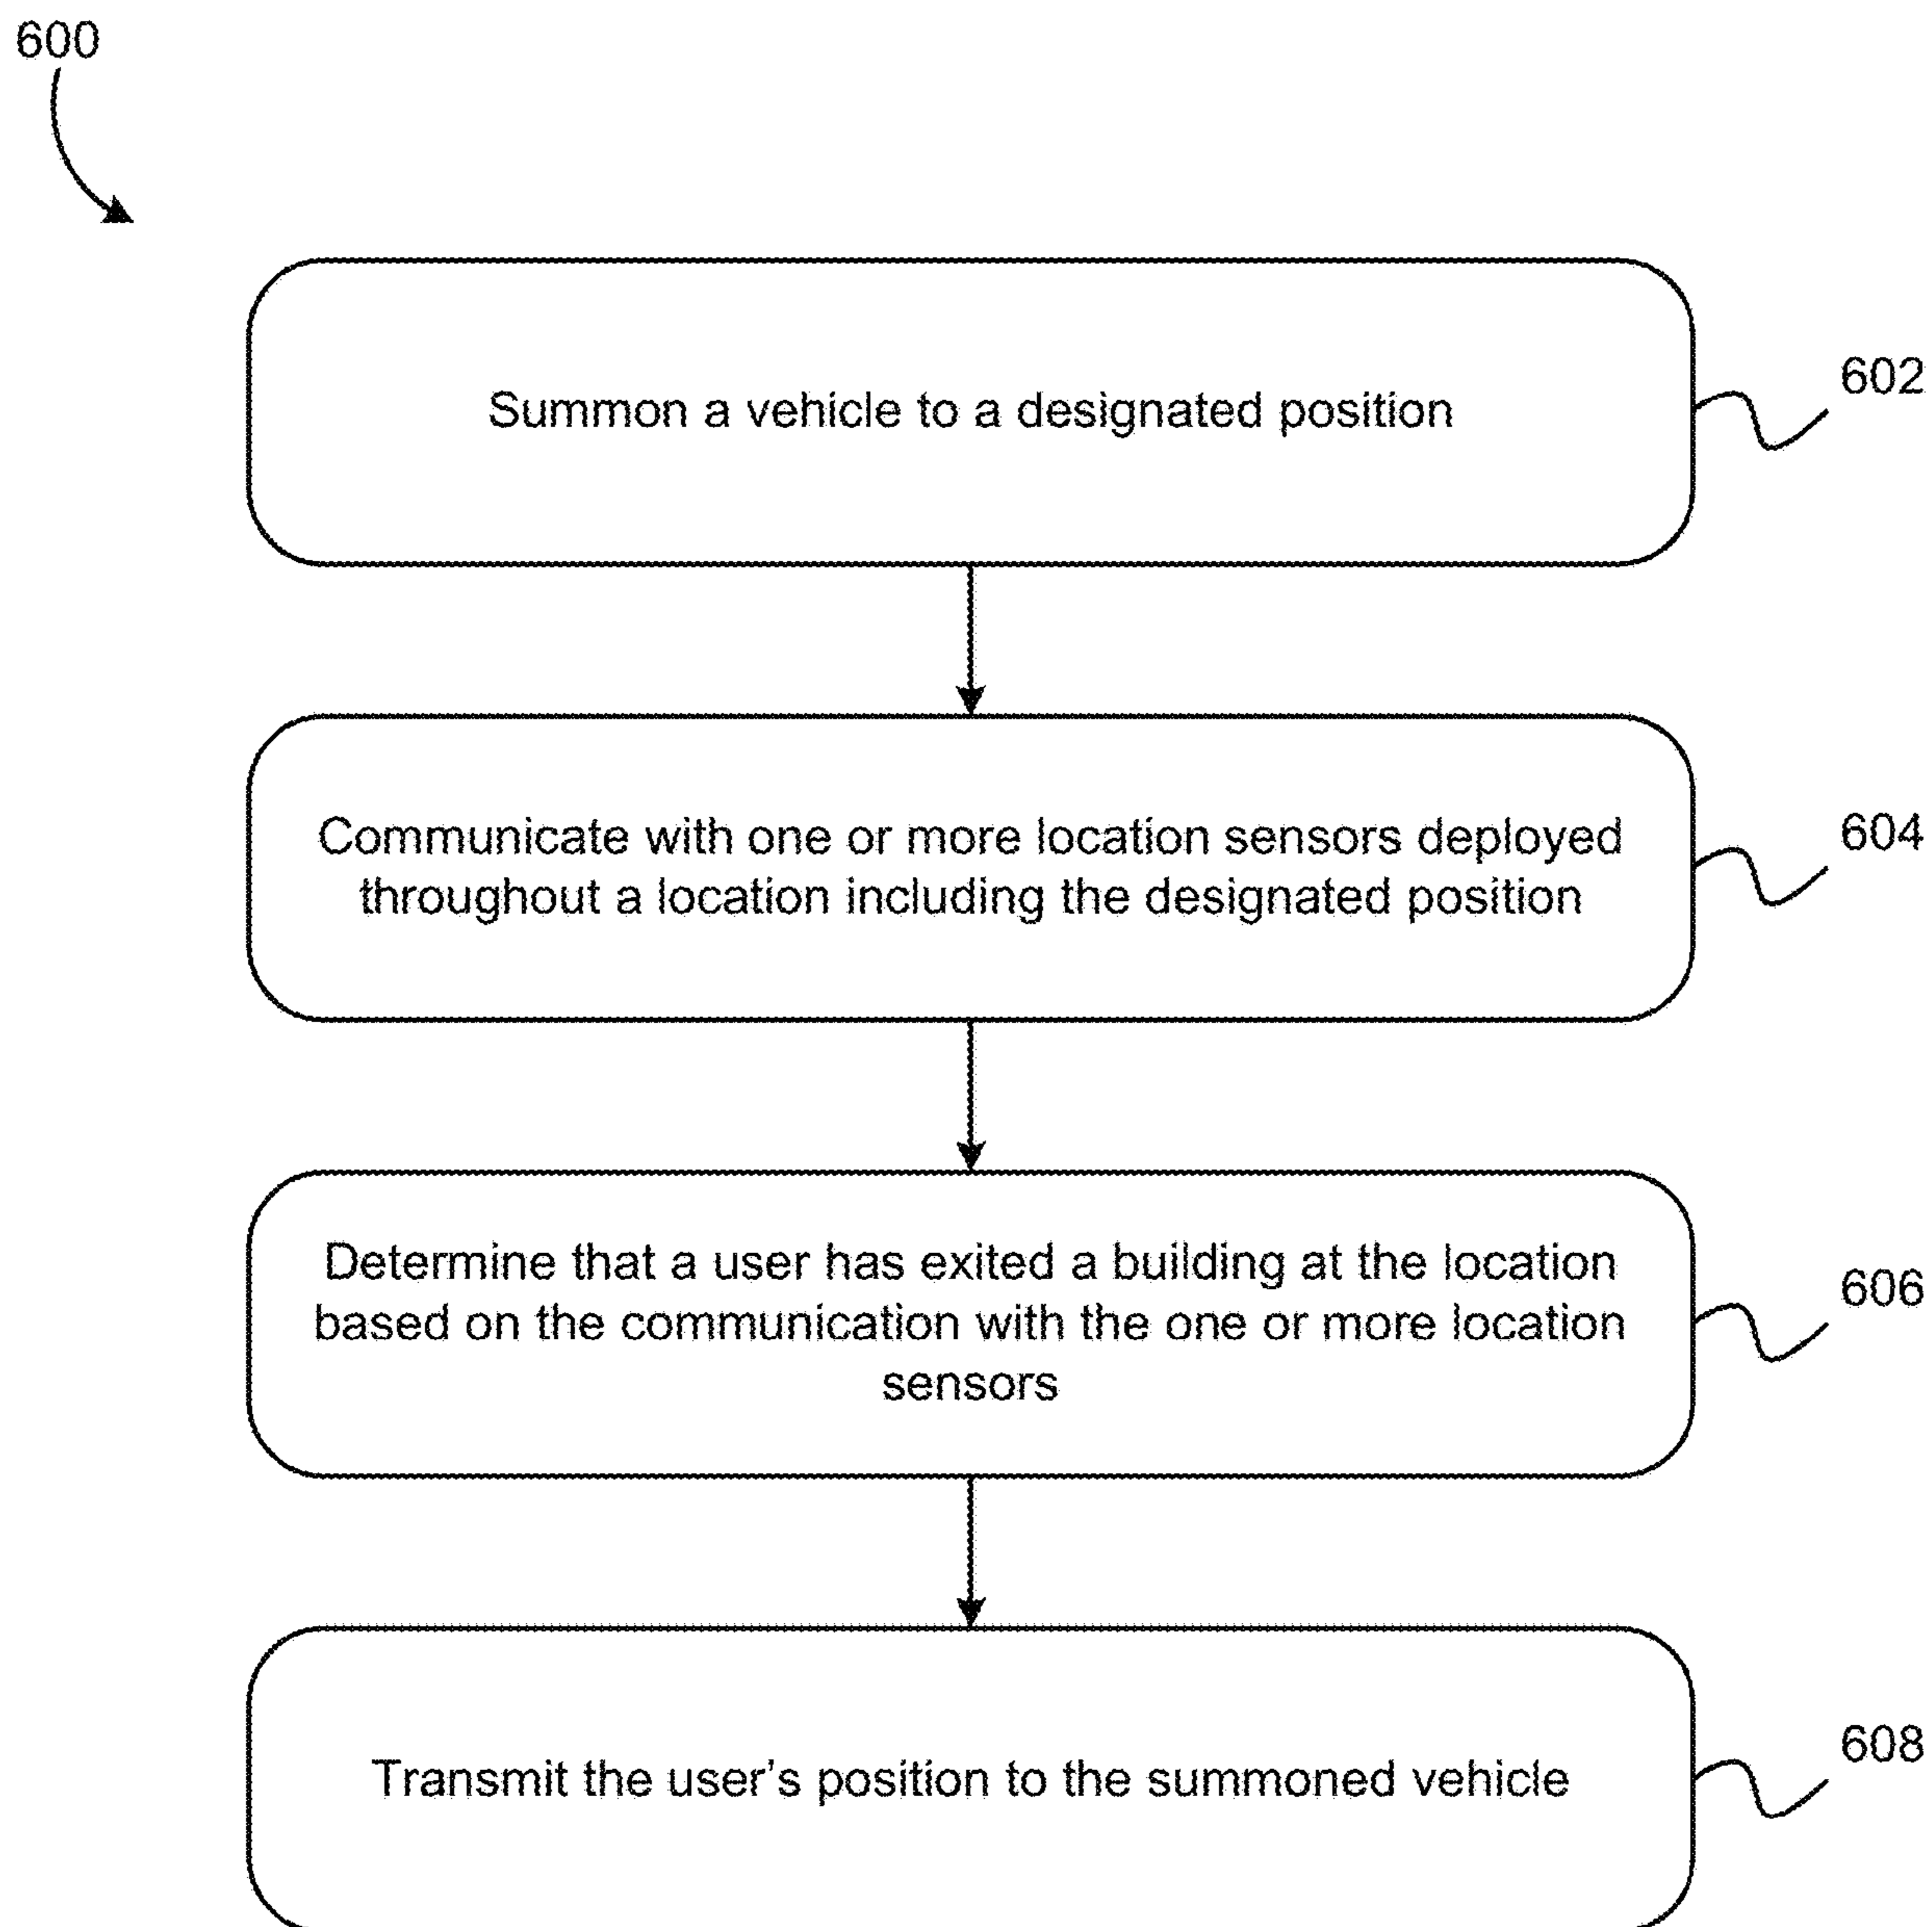 600
Summon a vehicle to a designated position
602
Communicate with one or more location sensors deployed
throughout a location including the designated position
604
Determine that a user has exited a building at the location
based on the communication with the one or more location
sensors
606
Transmit the user's position to the summoned vehicle
608